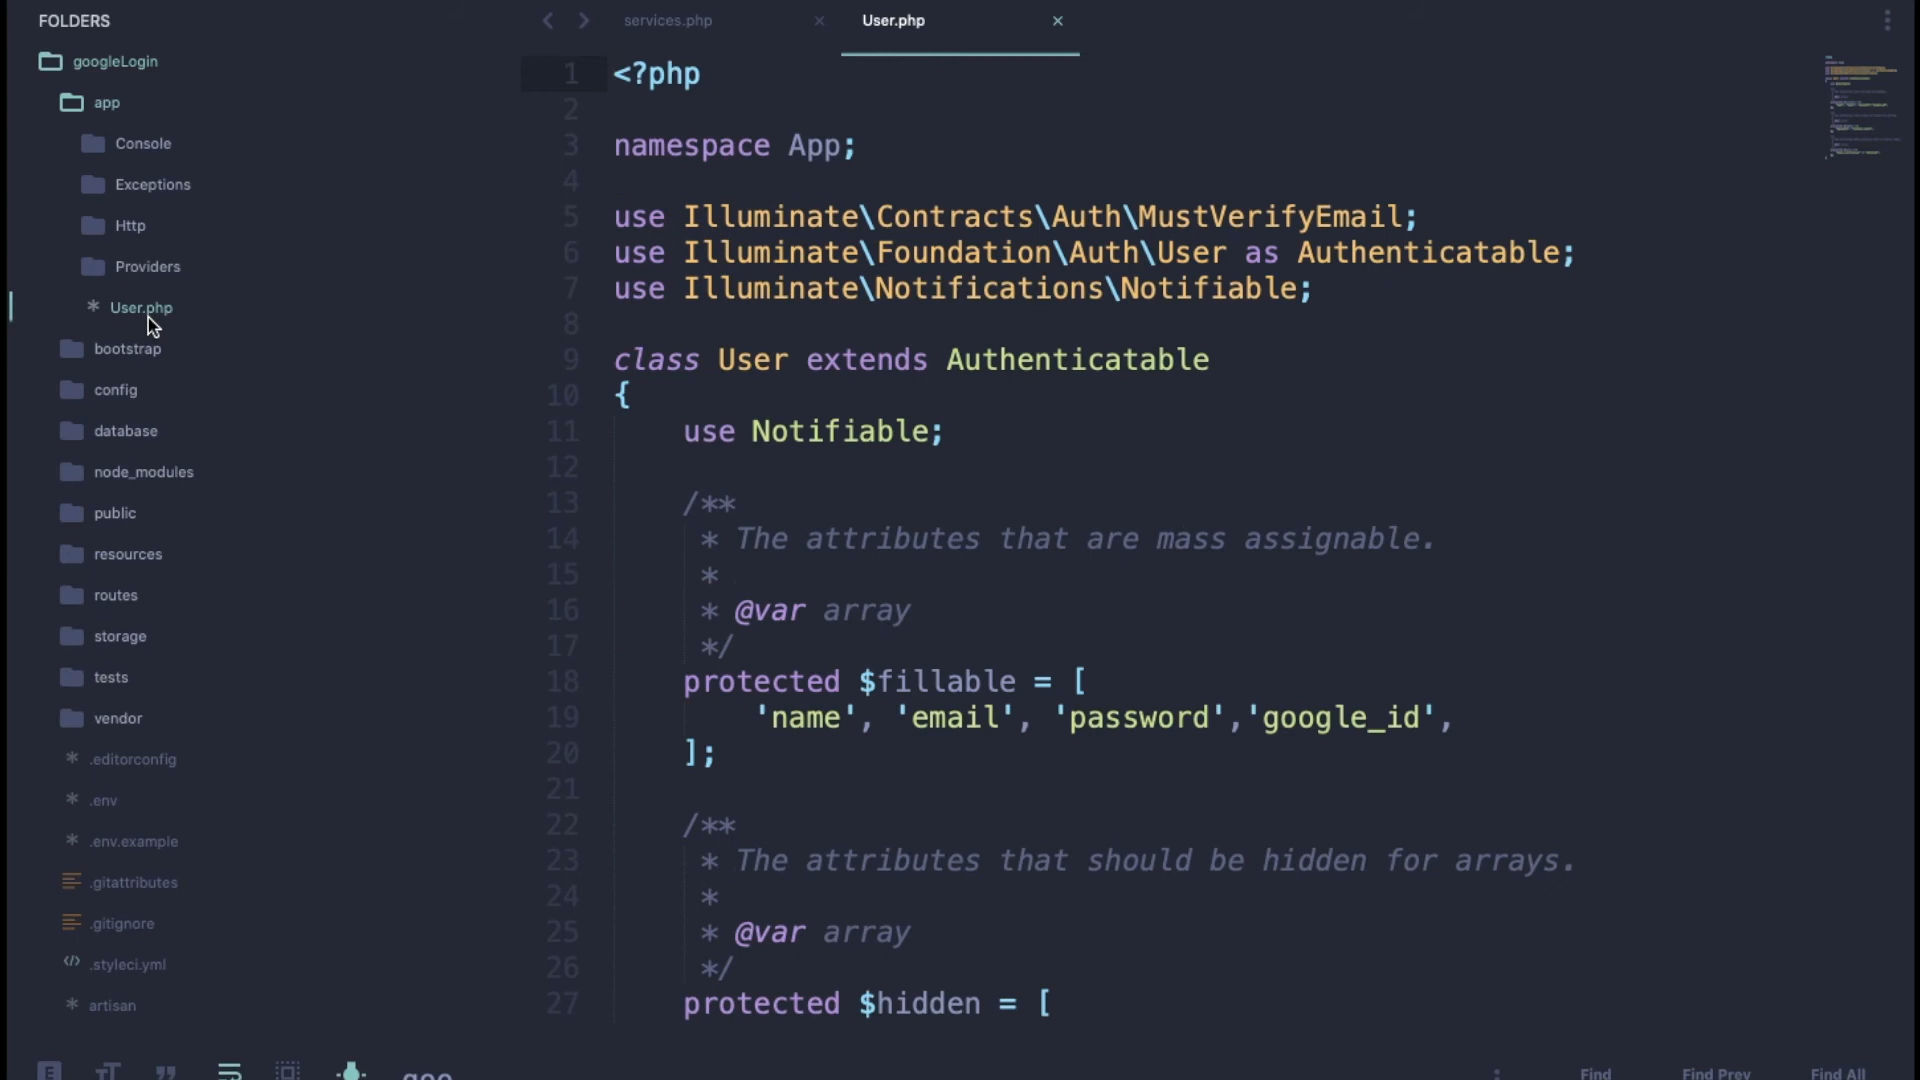 FOLDERS
googleLogin
app
Console
Exceptions
Http
Providers
User.php
bootstrap
config
database
node_modules
public
resources
routes
storage
tests
vendor
.editorconfig
.env
.env.example
.gitattributes
.gitignore
.styleci.yml
artisan
services.php
User.php
1 <?php
2
3 namespace App;
4
5 use Illuminate\Contracts\Auth\MustVerifyEmail;
6 use Illuminate\Foundation\Auth\User as Authenticatable;
7 use Illuminate\Notifications\Notifiable;
8
9 class User extends Authenticatable
10 {
11 use Notifiable;
12
13 /**
14 * The attributes that are mass assignable.
15 *
16 * @var array
17 */
18 protected $fillable = [
19 'name', 'email', 'password','google_id',
20 ];
21
22 /**
23 * The attributes that should be hidden for arrays.
24 *
25 * @var array
26 */
27 protected $hidden = [
goo
Find
Find Prev
Find All